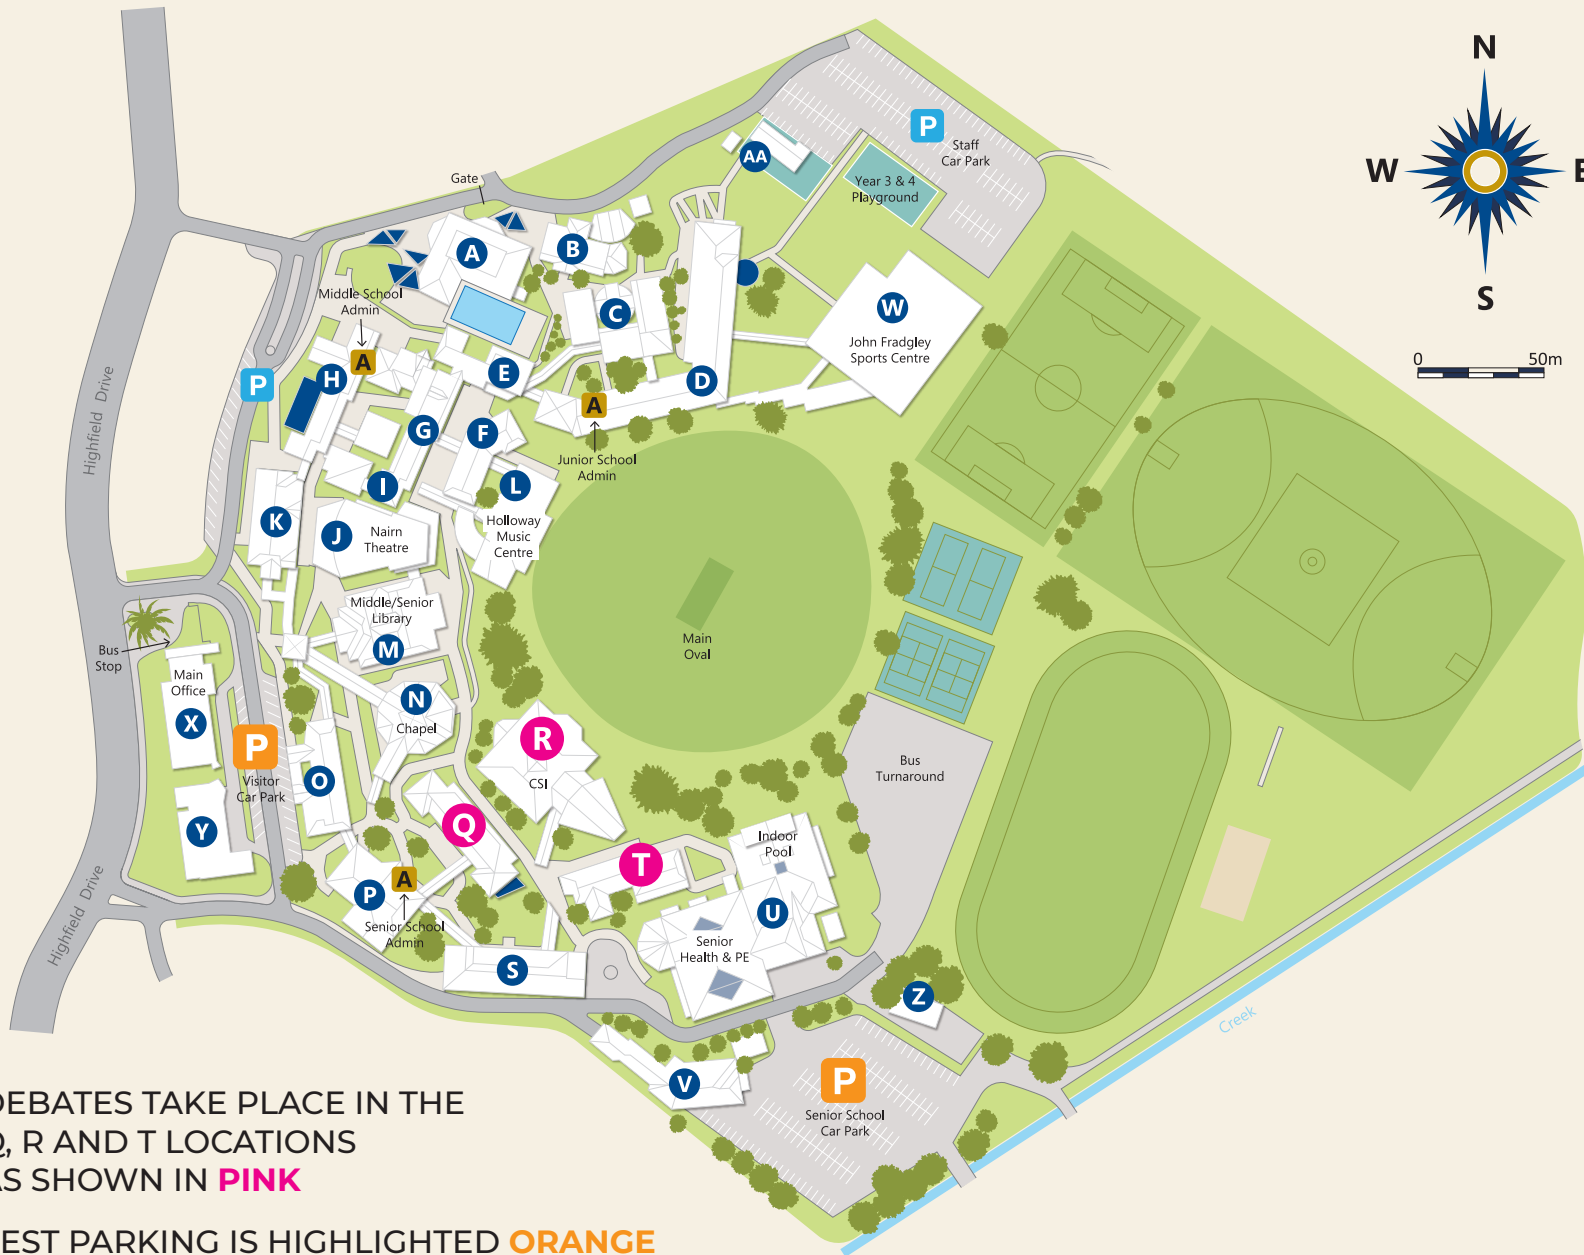 N
W
E
S
0 50m
P
Staff
Car Park
AA
Year 3 & 4
Playground
Gate
A
B
C
W
John Fradgley
Sports Centre
Middle School
Admin
A
P
H
E
D
A
Junior School
Admin
G
F
I
L
Holloway
Music
Centre
K
J
Nairn
Theatre
Highfield Drive
Middle/Senior
Library
M
Main
Oval
Bus
Stop
Main
Office
X
N
Chapel
R
CSI
P
Visitor
Car Park
O
Bus
Turnaround
Y
Q
T
Indoor
Pool
P
A
Senior School
Admin
U
Senior
Health & PE
S
Z
Highfield Drive
Creek
V
P
Senior School
Car Park
DEBATES TAKE PLACE IN THE
Q, R AND T LOCATIONS
AS SHOWN IN PINK
EST PARKING IS HIGHLIGHTED ORANGE